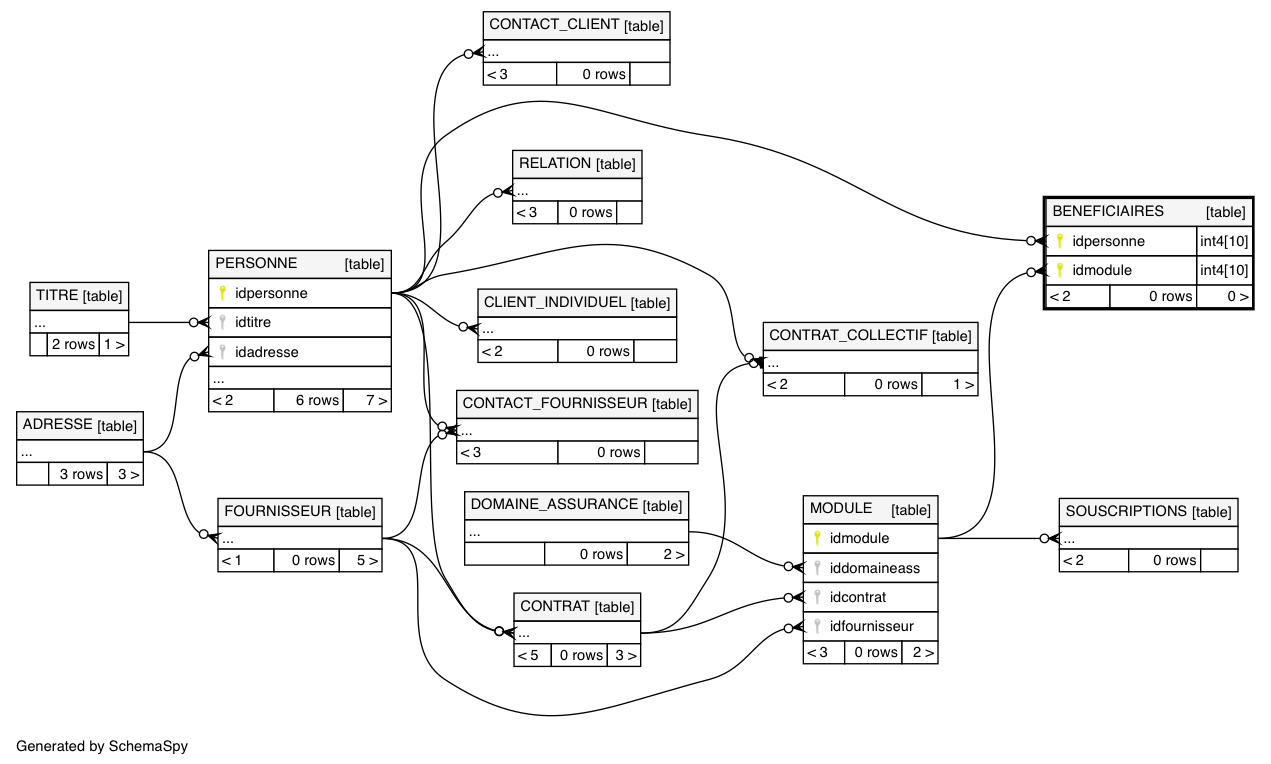 CONTACT_CLIENT [table]
...
< 3 0 rows
RELATION [table]
...
< 3 0 rows
BENEFICIAIRES [table]
idpersonne int4[10]
idmodule int4[10]
< 2 0 rows 0 >
PERSONNE [table]
idpersonne
idtitre
idadresse
...
< 2 6 rows 7 >
TITRE [table]
...
2 rows 1 >
CLIENT_INDIVIDUEL [table]
...
< 2 0 rows
CONTRAT_COLLECTIF [table]
...
< 2 0 rows 1 >
CONTACT_FOURNISSEUR [table]
...
< 3 0 rows
ADRESSE [table]
...
3 rows 3 >
FOURNISSEUR [table]
...
< 1 0 rows 5 >
DOMAINE_ASSURANCE [table]
...
0 rows 2 >
MODULE [table]
idmodule
iddomaineass
idcontrat
idfournisseur
< 3 0 rows 2 >
SOUSCRIPTIONS [table]
...
< 2 0 rows
CONTRAT [table]
...
< 5 0 rows 3 >
Generated by SchemaSpy